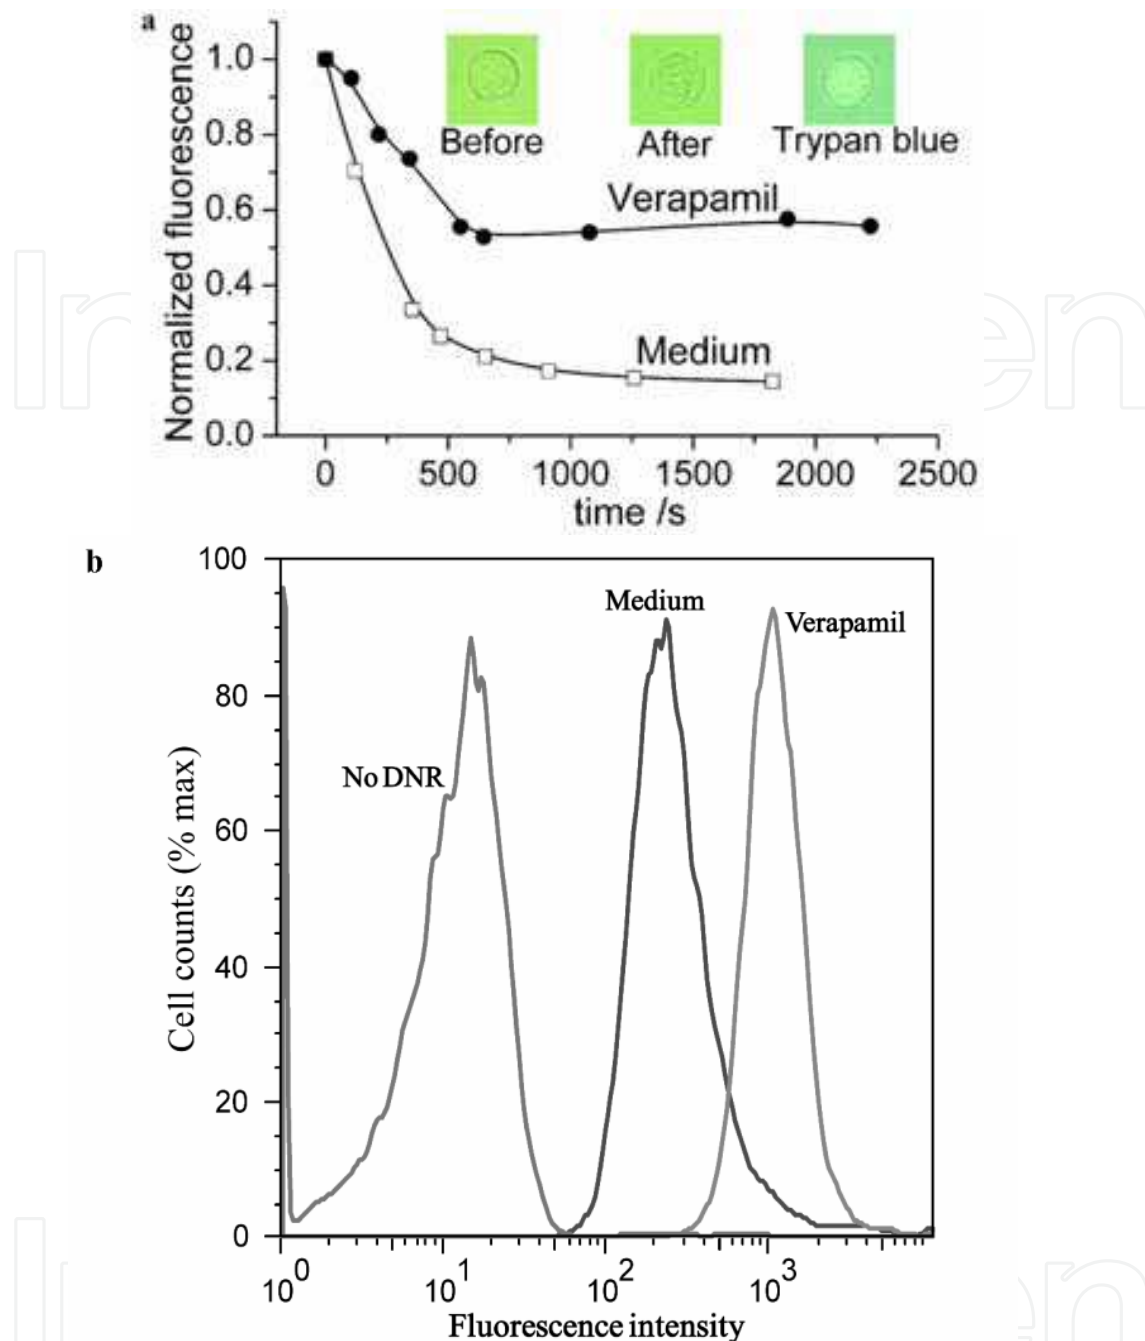 a
Normalized fluorescence
1.0
0.8
0.6
0.4
0.2
0.0
Before
After
Trypan blue
Verapamil
Medium
0 500 1000 1500 2000 2500
time /s
b
Cell counts (% max)
100
80
60
40
20
0
No DNR
Medium
Verapamil
10^0 10^1 10^2 10^3
Fluorescence intensity